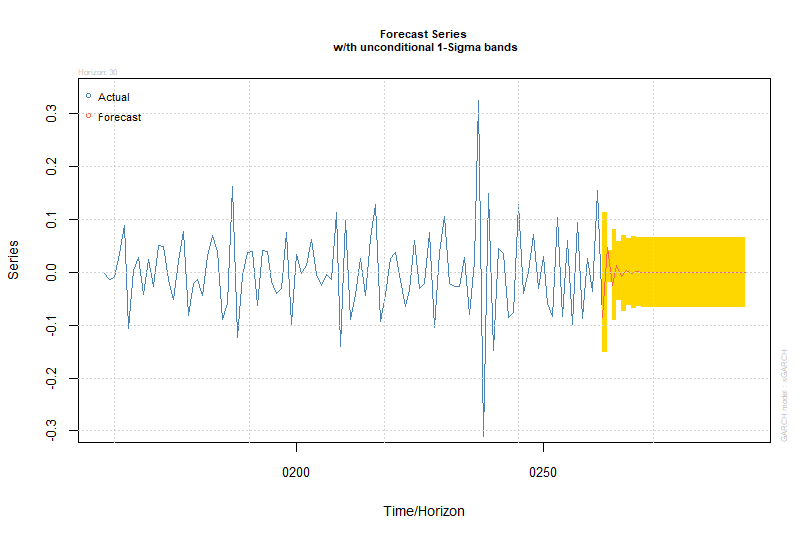 Forecast Series
w/th unconditional 1-Sigma bands
Horizon: 30
Actual
Forecast
0.3
0.2
0.1
0.0
-0.1
-0.2
-0.3
Series
0200
0250
Time/Horizon
GARCH model : sGARCH